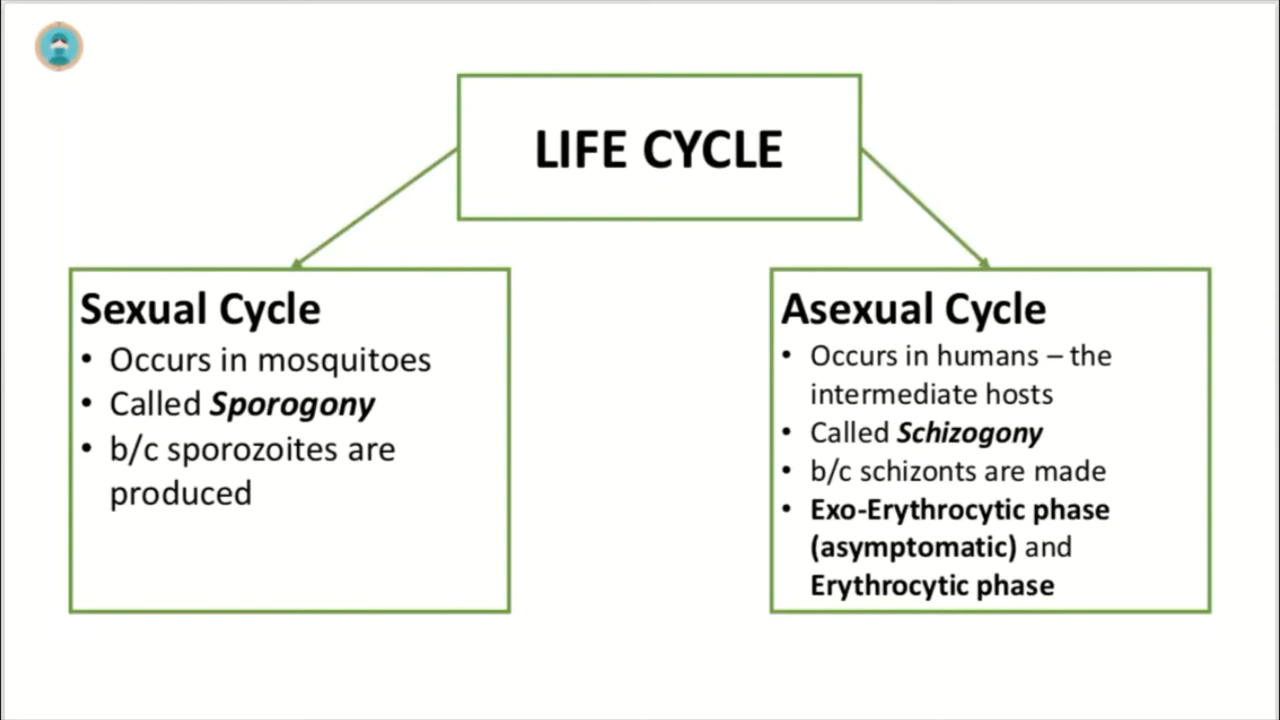 LIFE CYCLE
Sexual Cycle
• Occurs in mosquitoes
• Called Sporogony
• b/c sporozoites are
produced
Asexual Cycle
• Occurs in humans – the
intermediate hosts
• Called Schizogony
• b/c schizonts are made
• Exo-Erythrocytic phase
(asymptomatic) and
Erythrocytic phase